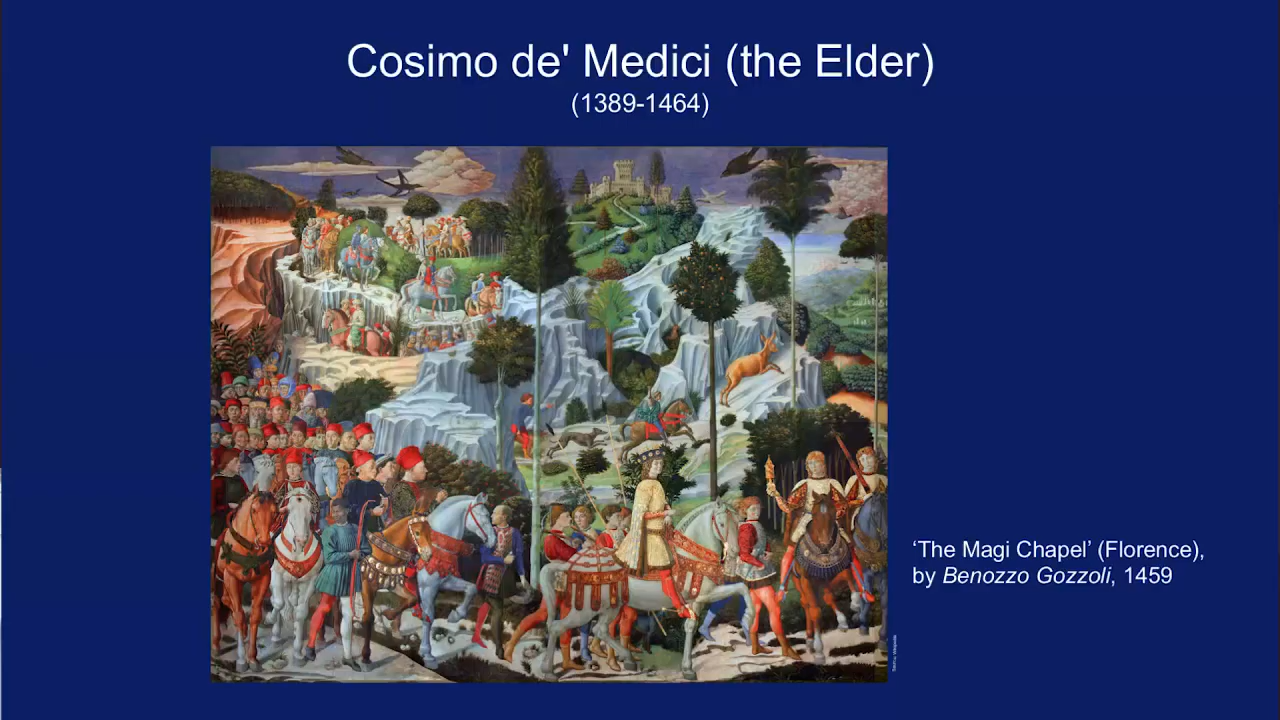 Cosimo de' Medici (the Elder)
(1389-1464)
‘The Magi Chapel’ (Florence),
by Benozzo Gozzoli, 1459